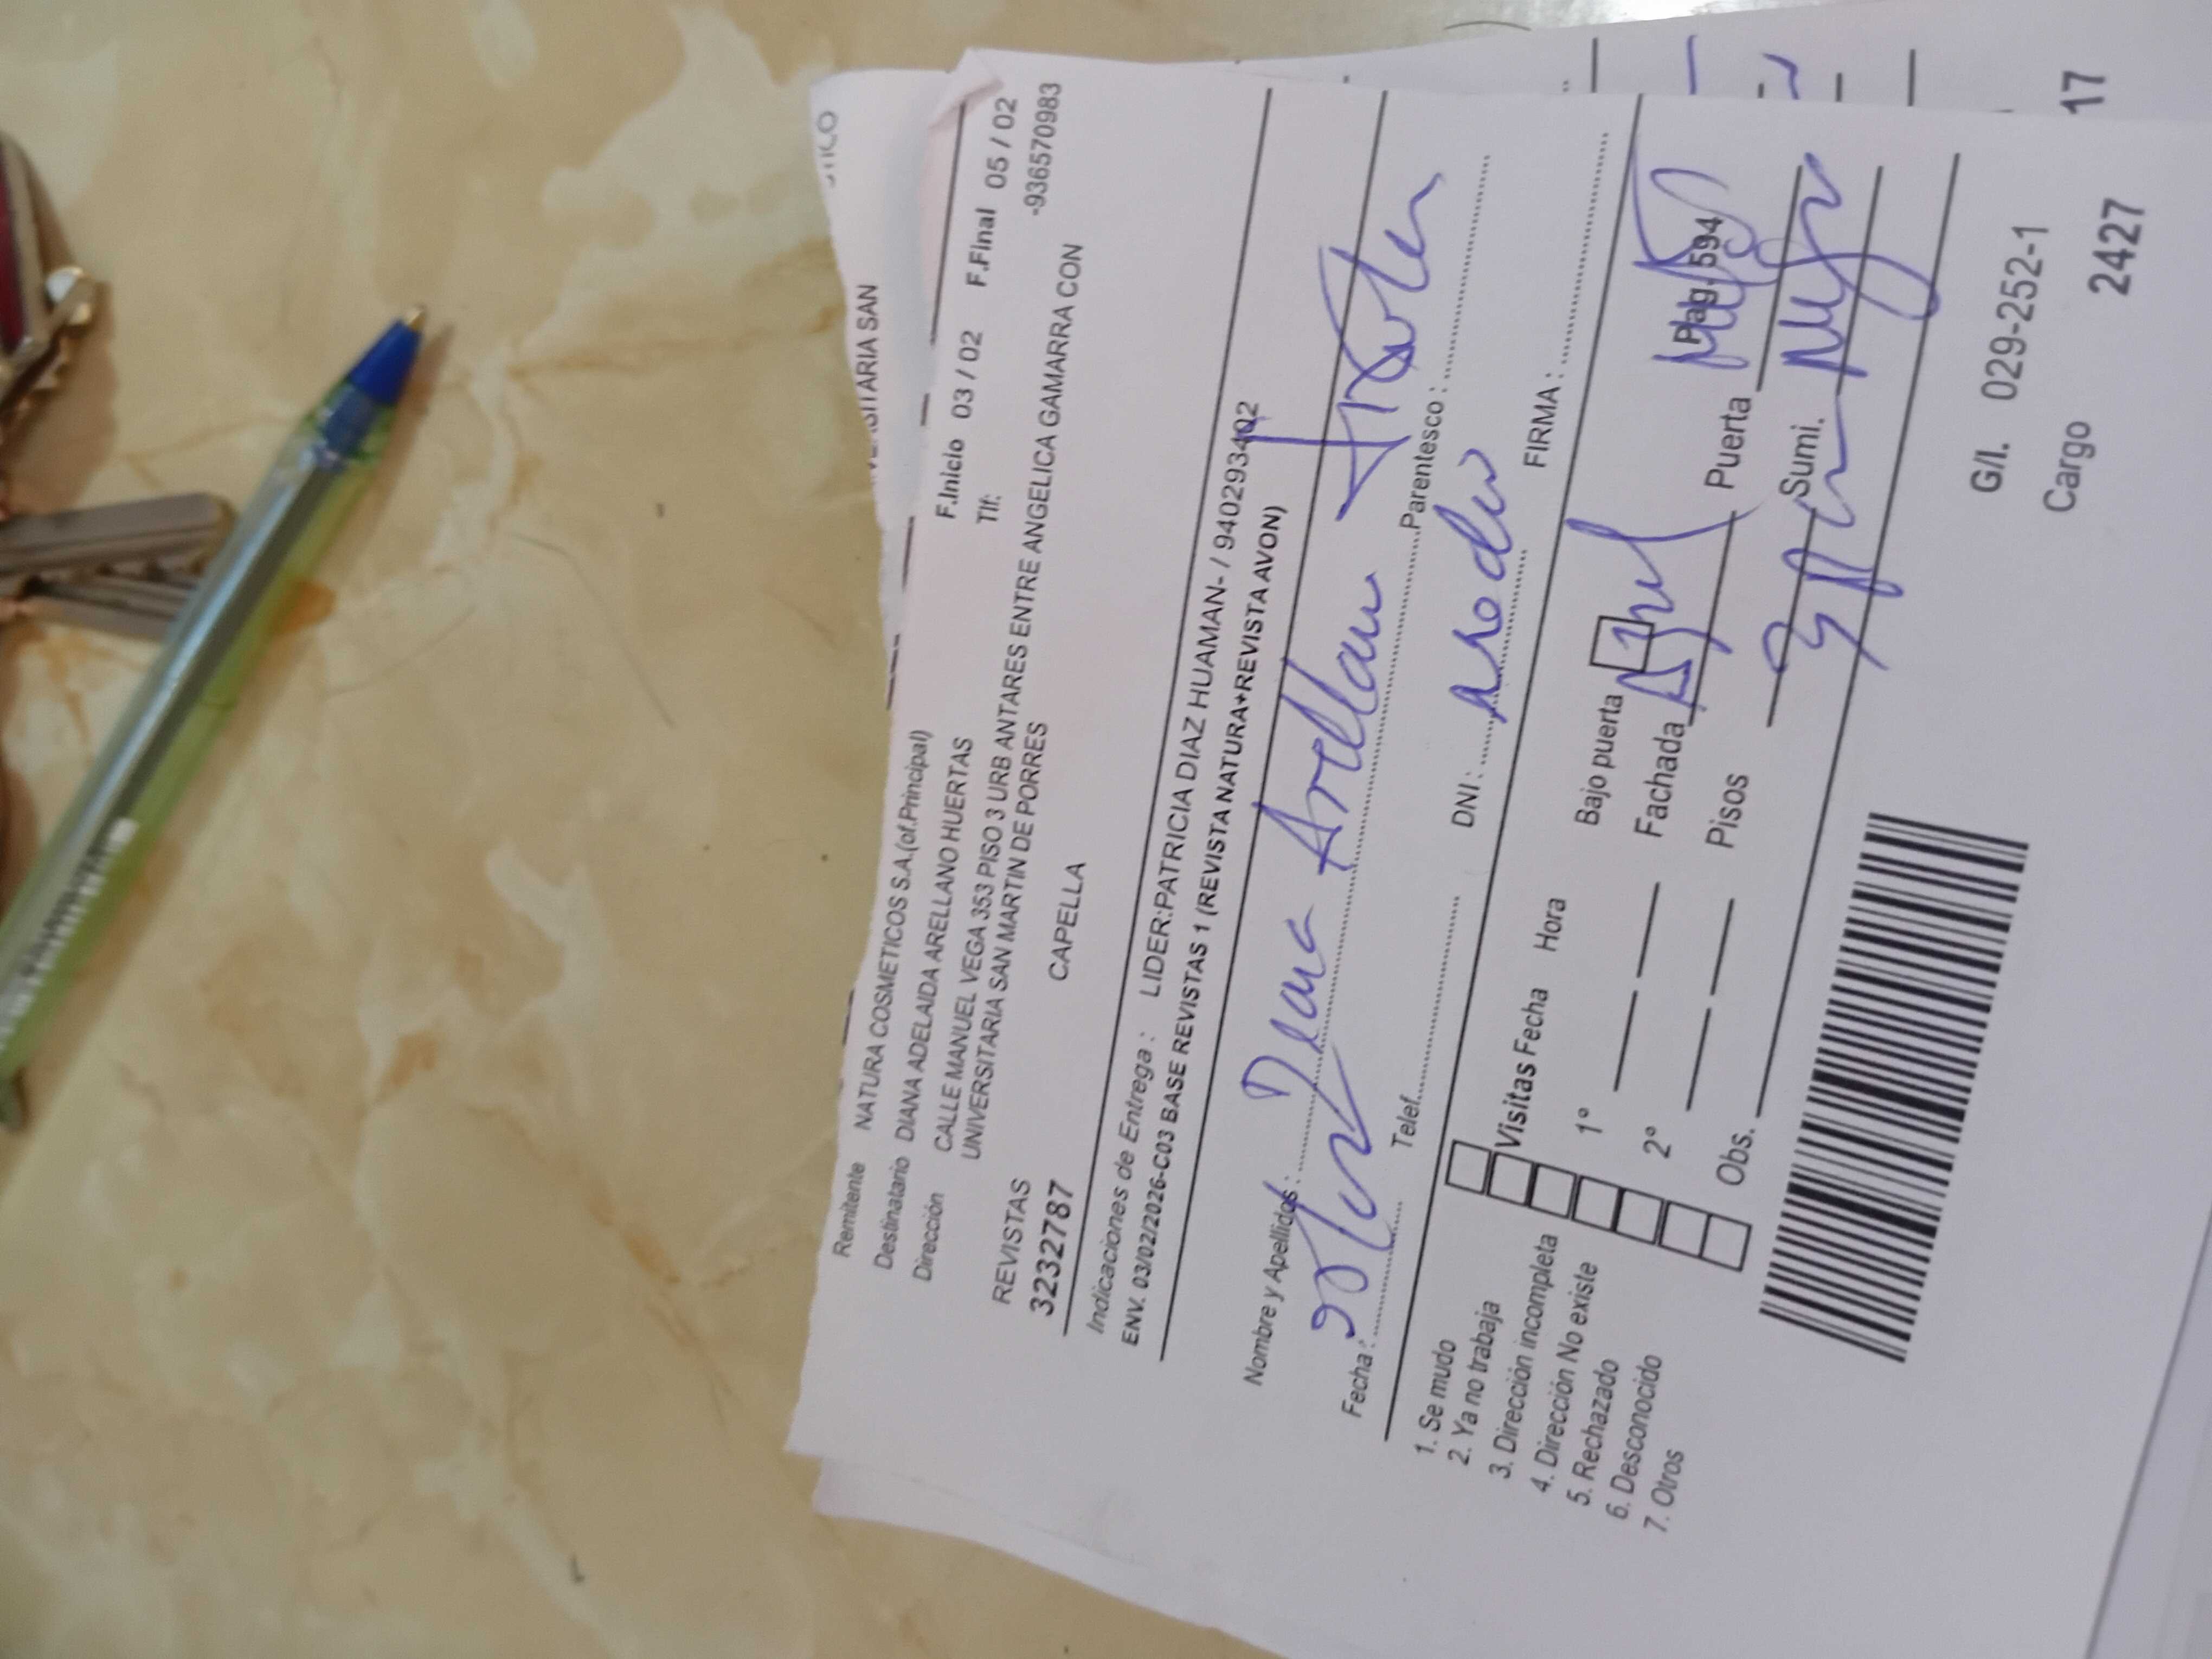 UNIVERSITARIA SAN
Remitente NATURA COSMETICOS S.A.(of.Principal)
Destinatario DIANA ADELAIDA ARELLANO HUERTAS
F.Inicio 03 / 02 F.Final 05 / 02
Dirección CALLE MANUEL VEGA 353 PISO 3 URB ANTARES ENTRE ANGELICA GAMARRA CON
Tlf: -936570983
UNIVERSITARIA SAN MARTIN DE PORRES
REVISTAS
32332787 CAPELLA
Indicaciones de Entrega : LIDER:PATRICIA DIAZ HUAMAN- / 940293402
ENV. 03/02/2026-C03 BASE REVISTAS 1 (REVISTA NATURA+REVISTA AVON)
Nombre y Apellidos: Diana Arellano
Fecha: Telef. Parentesco :
DNI : FIRMA :
1. Se mudo
2. Ya no trabaja
3. Dirección incompleta
4. Dirección No existe
5. Rechazado
6. Desconocido
7. Otros
Visitas Fecha Hora
1°
2°
Obs.
Bajo puerta
Fachada Puerta
Pisos Sumi.
Pag-594
G/I. 029-252-1
Cargo
2427 17